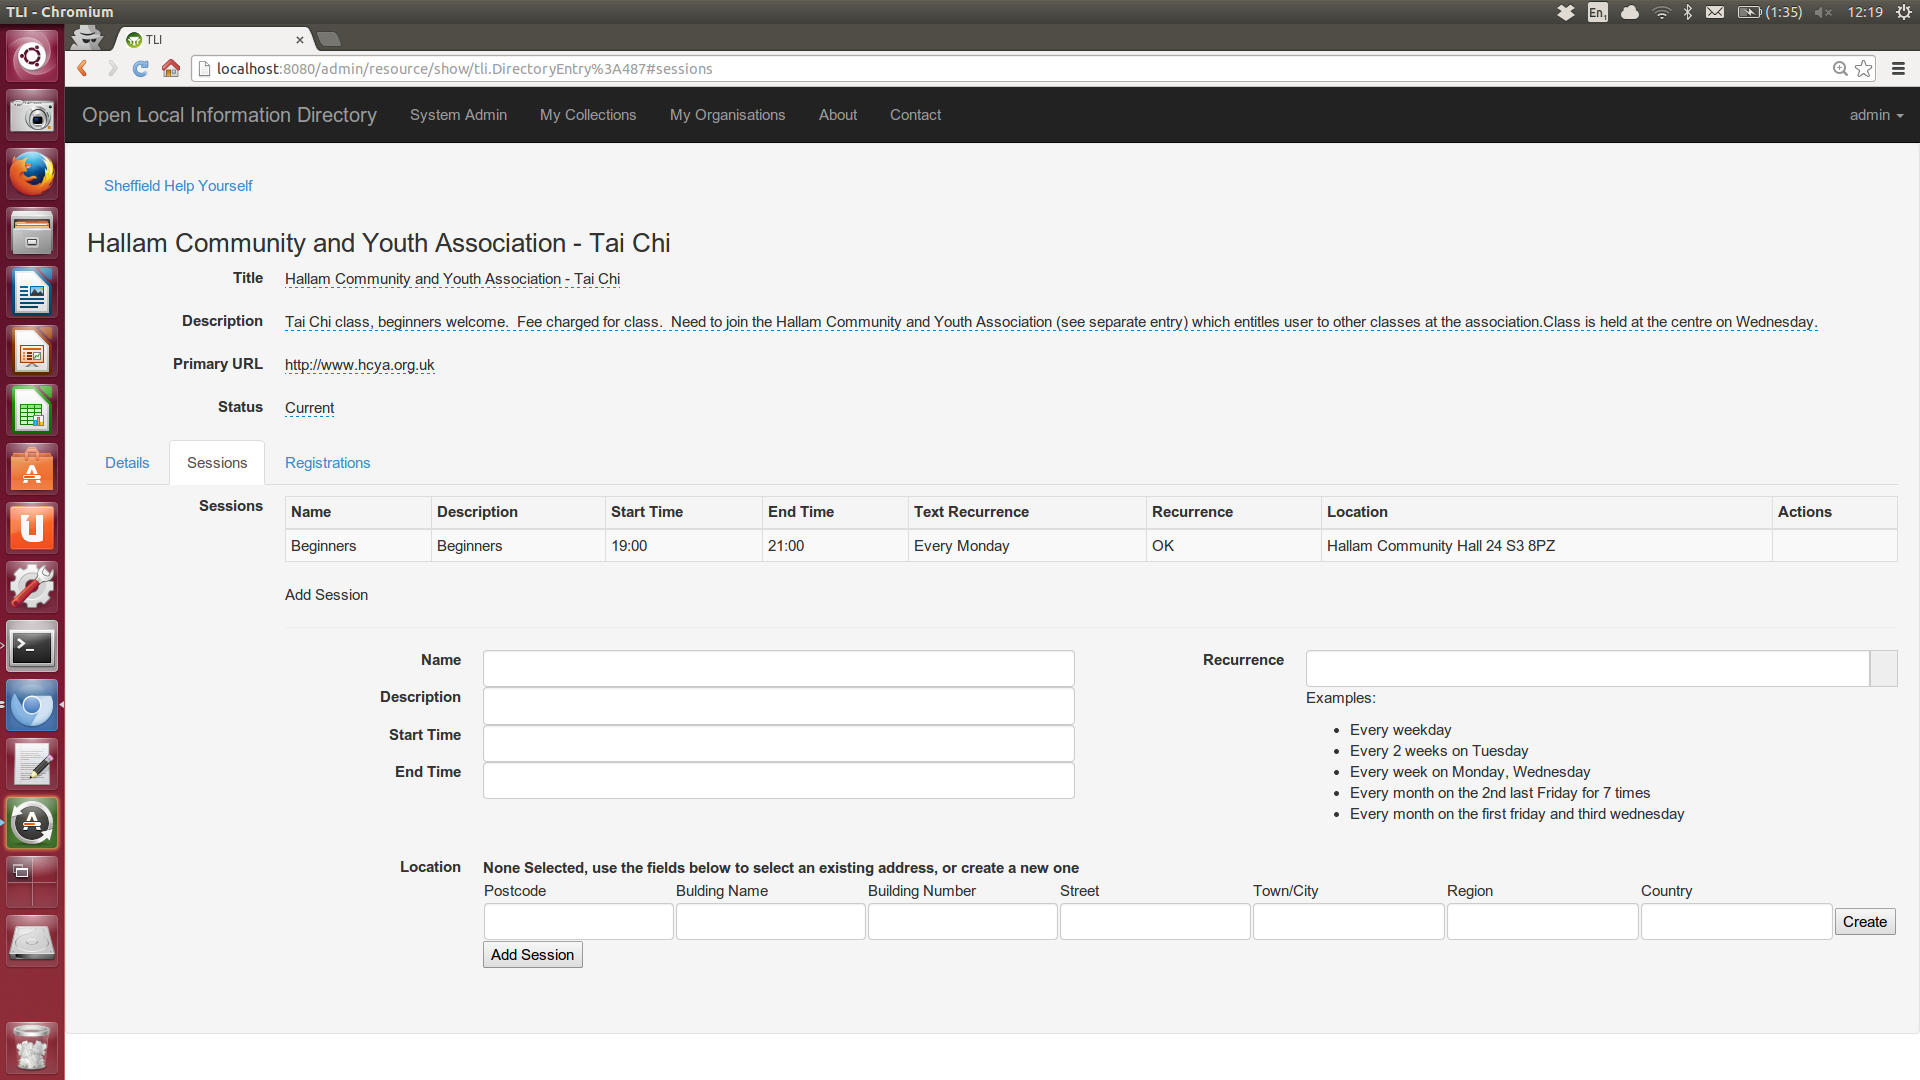 TLI - Chromium
En1
(1:35)
12:19
TLI
localhost:8080/admin/resource/show/tli.DirectoryEntry%3A487#sessions
Open Local Information Directory System Admin My Collections My Organisations About Contact admin
Sheffield Help Yourself
Hallam Community and Youth Association - Tai Chi
Title Hallam Community and Youth Association - Tai Chi
Description Tai Chi class, beginners welcome.  Fee charged for class.  Need to join the Hallam Community and Youth Association (see separate entry) which entitles user to other classes at the association.Class is held at the centre on Wednesday.
Primary URL http://www.hcya.org.uk
Status Current
Details Sessions Registrations
Sessions
Name Description Start Time End Time Text Recurrence Recurrence Location Actions
Beginners Beginners 19:00 21:00 Every Monday OK Hallam Community Hall 24 S3 8PZ
Add Session
Name
Description
Start Time
End Time
Recurrence
Examples:
Every weekday
Every 2 weeks on Tuesday
Every week on Monday, Wednesday
Every month on the 2nd last Friday for 7 times
Every month on the first friday and third wednesday
Location None Selected, use the fields below to select an existing address, or create a new one
Postcode Bulding Name Building Number Street Town/City Region Country
Create
Add Session